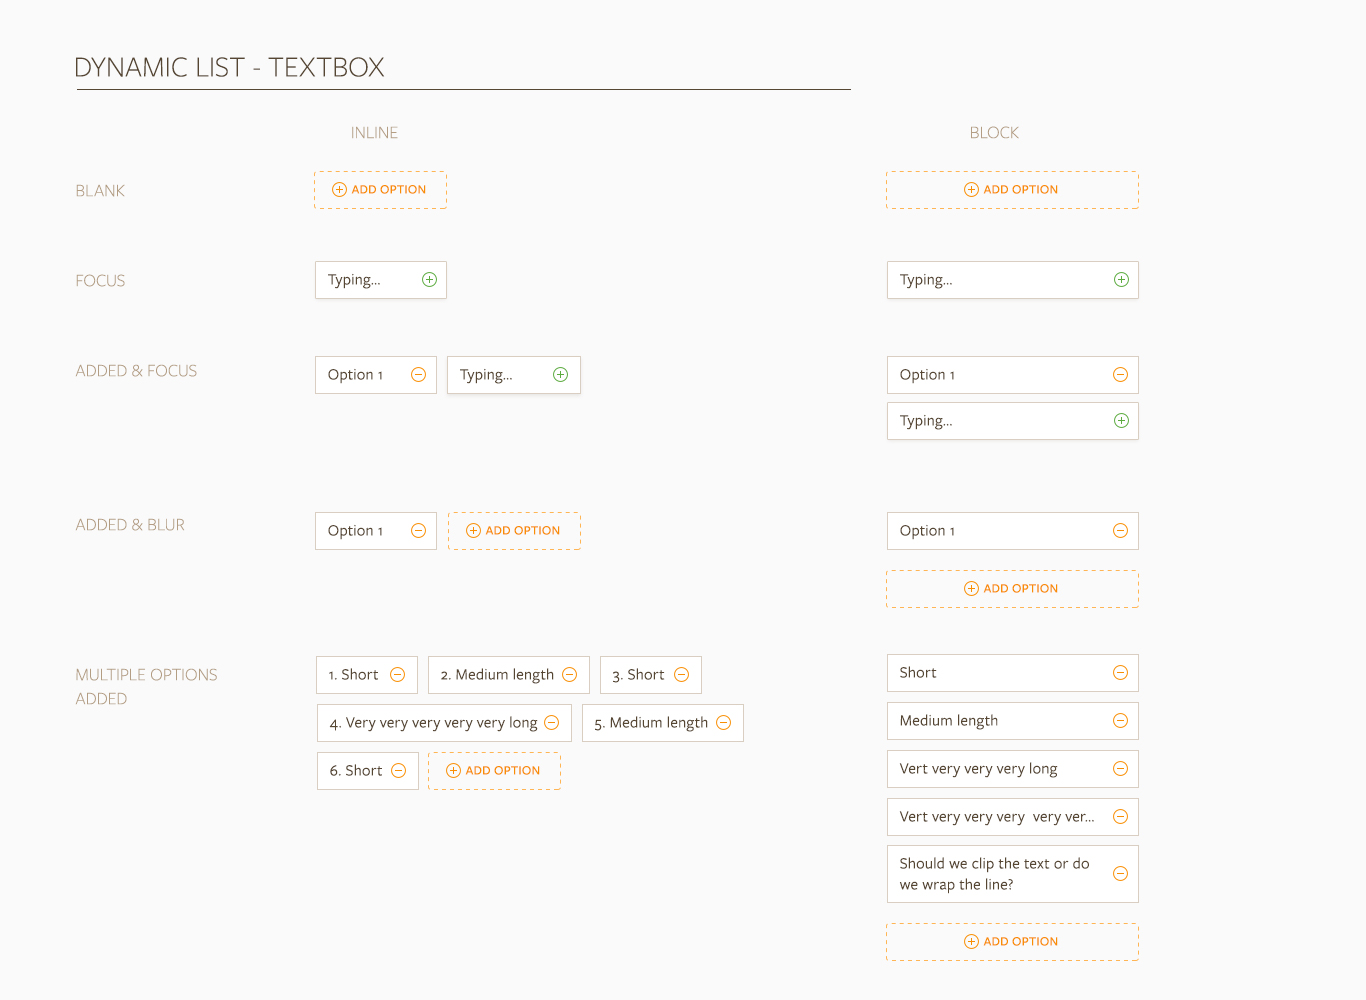 DYNAMIC LIST - TEXTBOX
INLINE
BLOCK
BLANK
ADD OPTION
ADD OPTION
FOCUS
Typing...
Typing...
ADDED & FOCUS
Option 1
Typing...
Option 1
Typing...
ADDED & BLUR
Option 1
ADD OPTION
Option 1
ADD OPTION
MULTIPLE OPTIONS
ADDED
1. Short
2. Medium length
3. Short
4. Very very very very very long
5. Medium length
6. Short
ADD OPTION
Short
Medium length
Vert very very very long
Vert very very very  very ver...
Should we clip the text or do
we wrap the line?
ADD OPTION